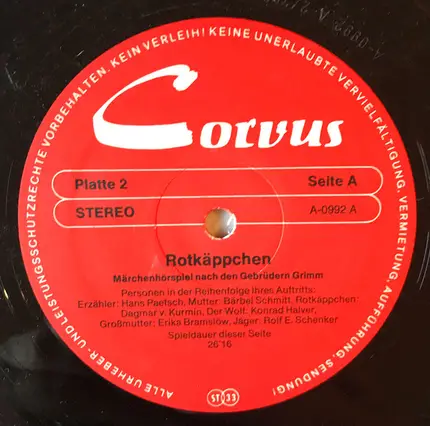 ALLE URHEBER- UND LEISTUNGSSCHUTZRECHTE VORBEHALTEN, KEIN VERLEIH! KEINE UNERLAUBTE VERVIELFÄLTIGUNG, VERMIETUNG, AUFFÜHRUNG, SENDUNG!
Corvus
Platte 2 Seite A
STEREO A-0992 A
Rotkäppchen
Märchenhörspiel nach den Gebrüdern Grimm
Personen in der Reihenfolge ihres Auftritts:
Erzähler: Hans Paetsch, Mutter: Bärbel Schmitt, Rotkäppchen:
Dagmar v. Kurmin, Der Wolf: Konrad Halver,
Großmutter: Erika Bramslöw, Jäger: Rolf E. Schenker
Spieldauer dieser Seite
26'16
ST 33